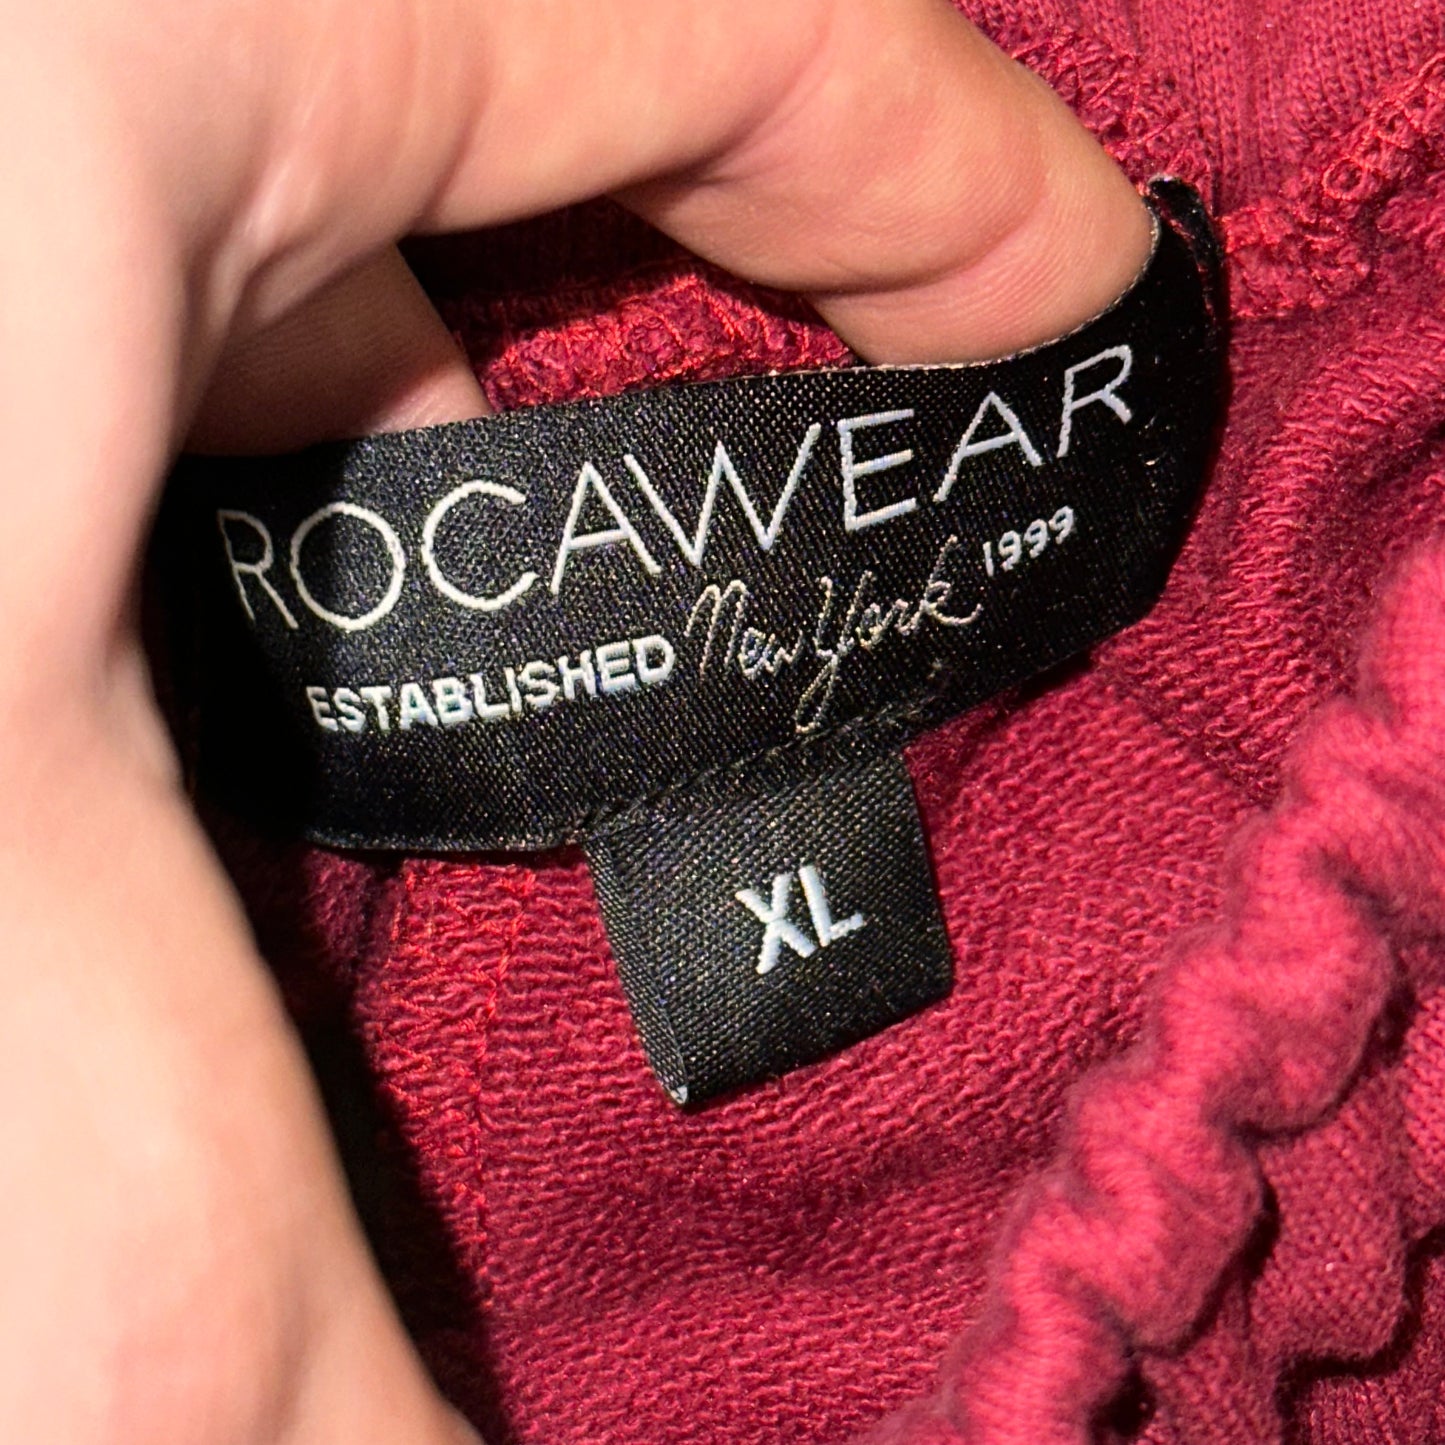 ROCAWEAR
ESTABLISHED New York 1999
XL